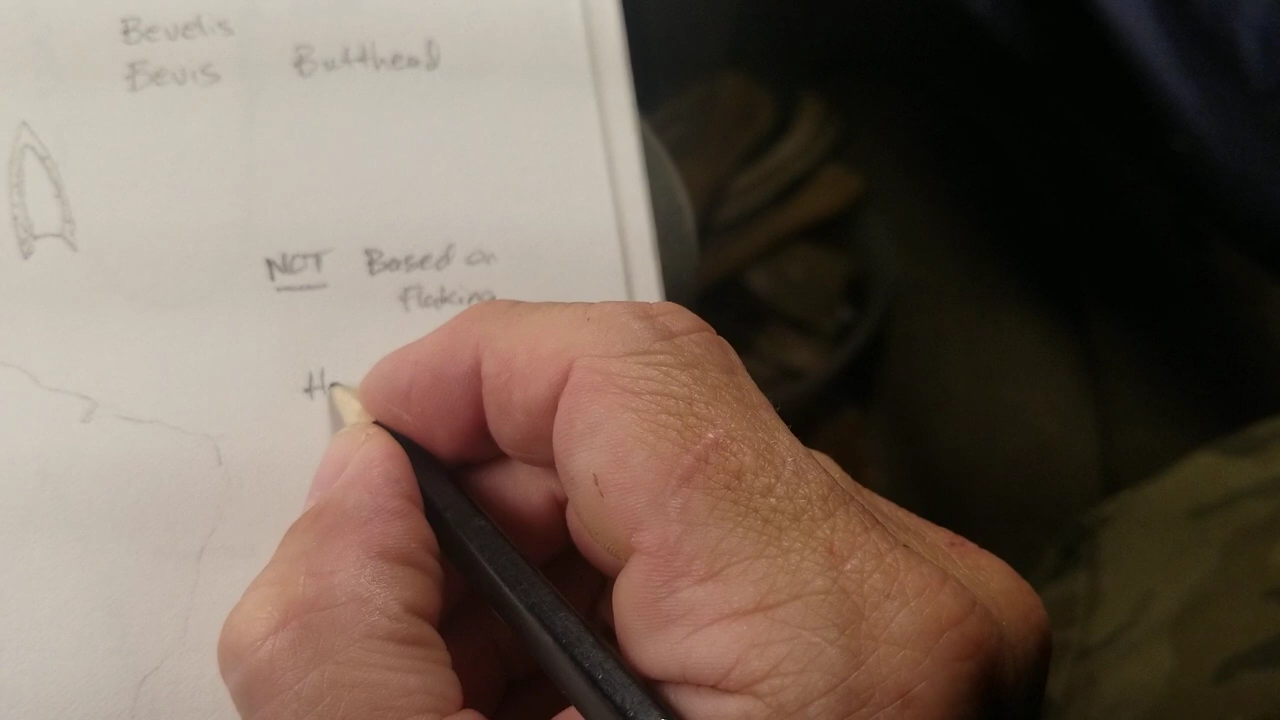 Bevelis
Bevis Butthead
NOT Based on
flaking
H